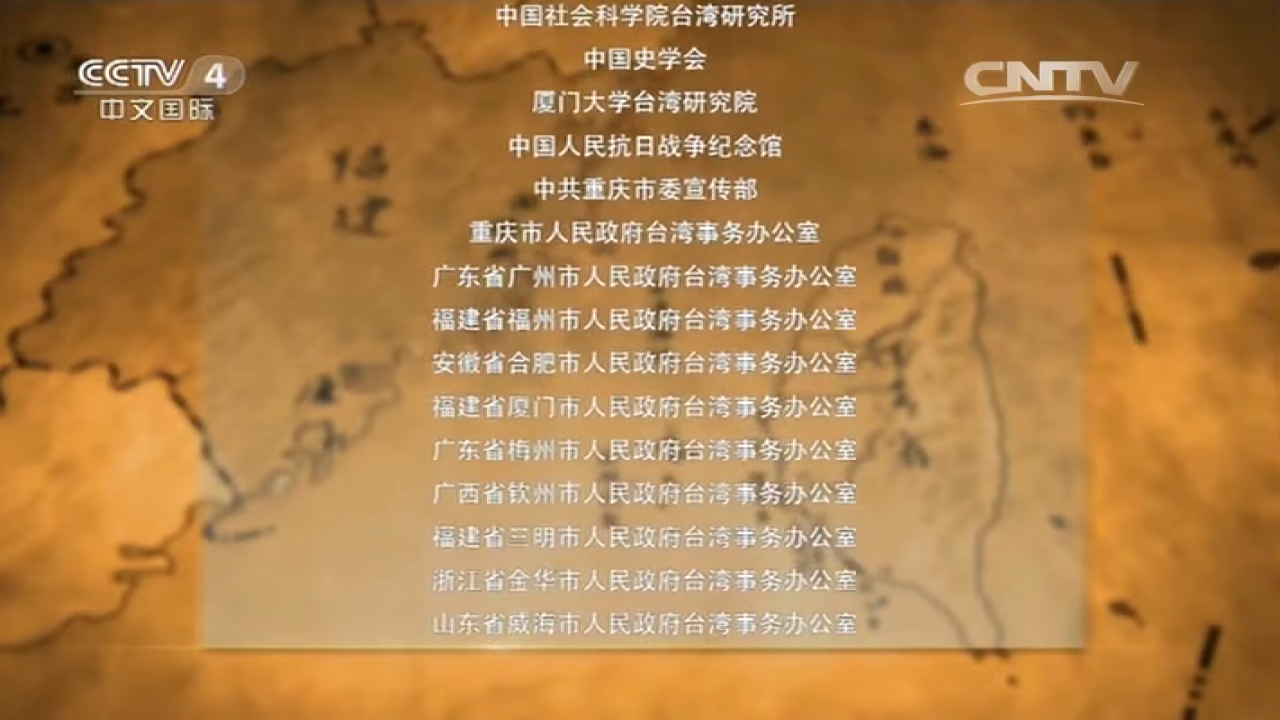 中国社会科学院台湾研究所
CCTV 4
中文国际
CNTV
中国史学会
厦门大学台湾研究院
中国人民抗日战争纪念馆
中共重庆市委宣传部
重庆市人民政府台湾事务办公室
广东省广州市人民政府台湾事务办公室
福建省福州市人民政府台湾事务办公室
安徽省合肥市人民政府台湾事务办公室
福建省厦门市人民政府台湾事务办公室
广东省梅州市人民政府台湾事务办公室
广西省钦州市人民政府台湾事务办公室
福建省三明市人民政府台湾事务办公室
浙江省金华市人民政府台湾事务办公室
山东省威海市人民政府台湾事务办公室
福建